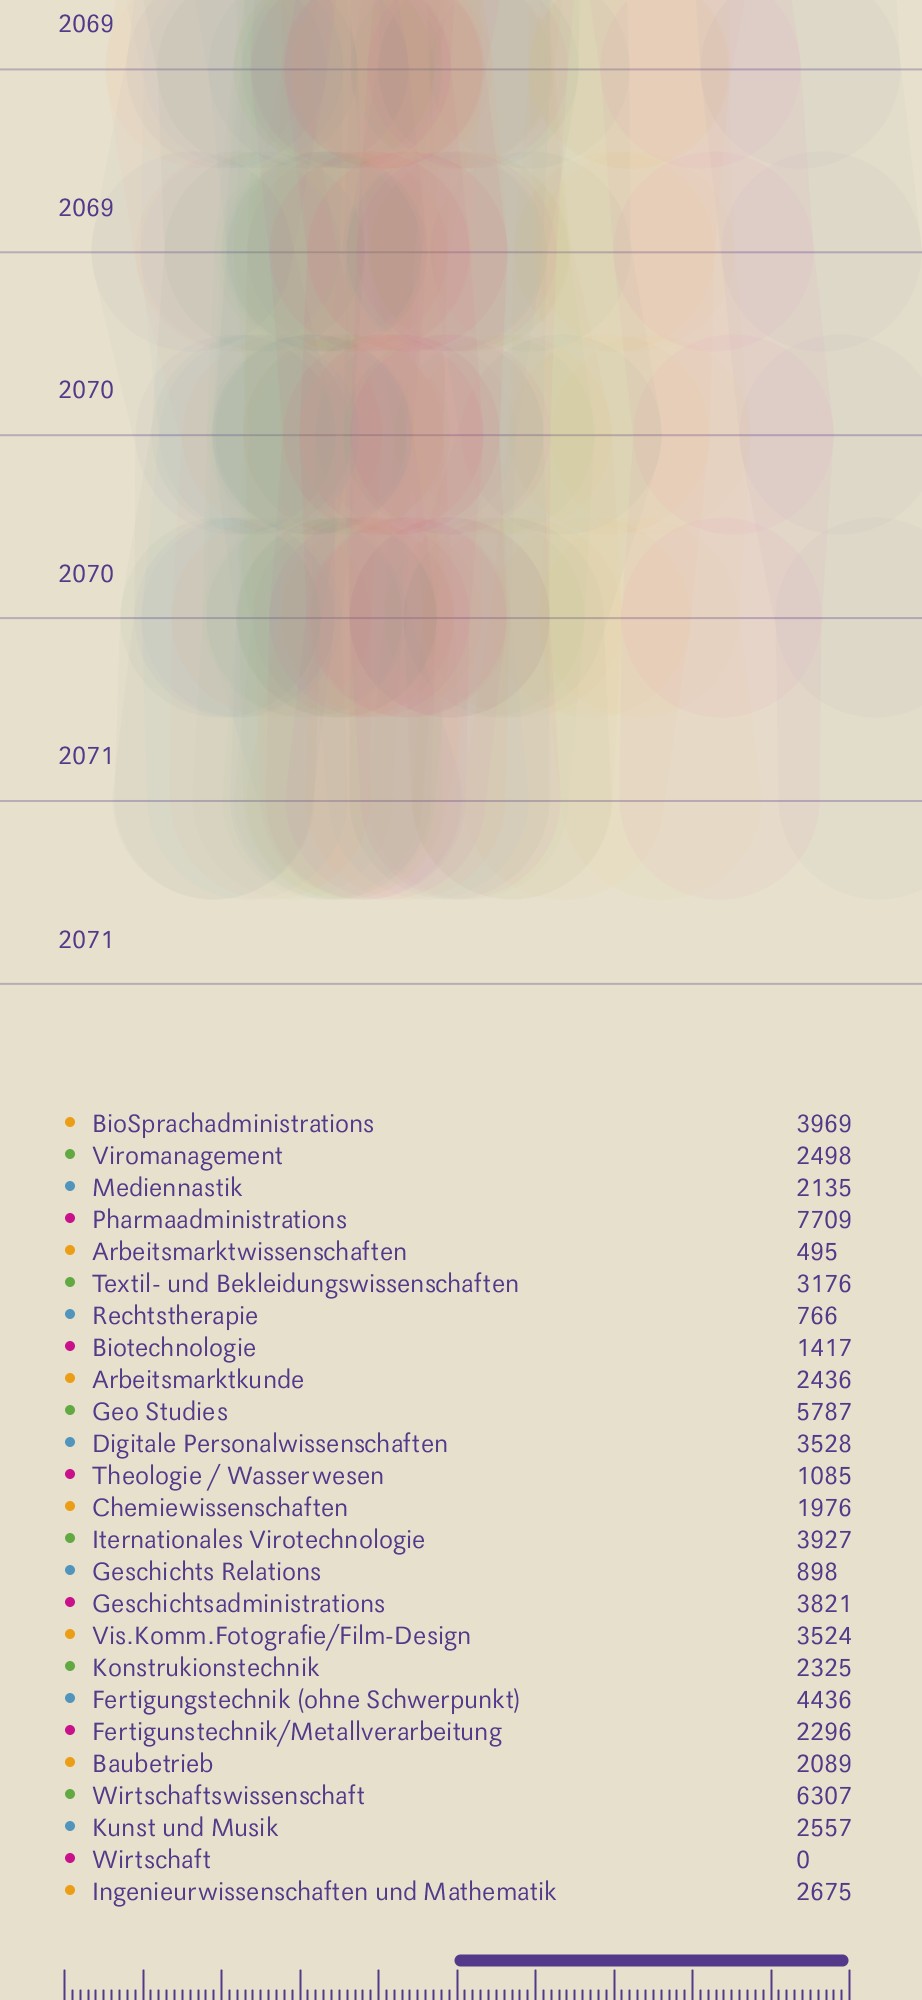 2069
2069
2070
2070
2071
2071
BioSprachadministrations 3969
Viromanagement 2498
Mediennastik 2135
Pharmaadministrations 7709
Arbeitsmarktwissenschaften 495
Textil- und Bekleidungswissenschaften 3176
Rechtstherapie 766
Biotechnologie 1417
Arbeitsmarktkunde 2436
Geo Studies 5787
Digitale Personalwissenschaften 3528
Theologie / Wasserwesen 1085
Chemiewissenschaften 1976
Iternationales Virotechnologie 3927
Geschichts Relations 898
Geschichtsadministrations 3821
Vis.Komm.Fotografie/Film-Design 3524
Konstrukionstechnik 2325
Fertigungstechnik (ohne Schwerpunkt) 4436
Fertigunstechnik/Metallverarbeitung 2296
Baubetrieb 2089
Wirtschaftswissenschaft 6307
Kunst und Musik 2557
Wirtschaft 0
Ingenieurwissenschaften und Mathematik 2675